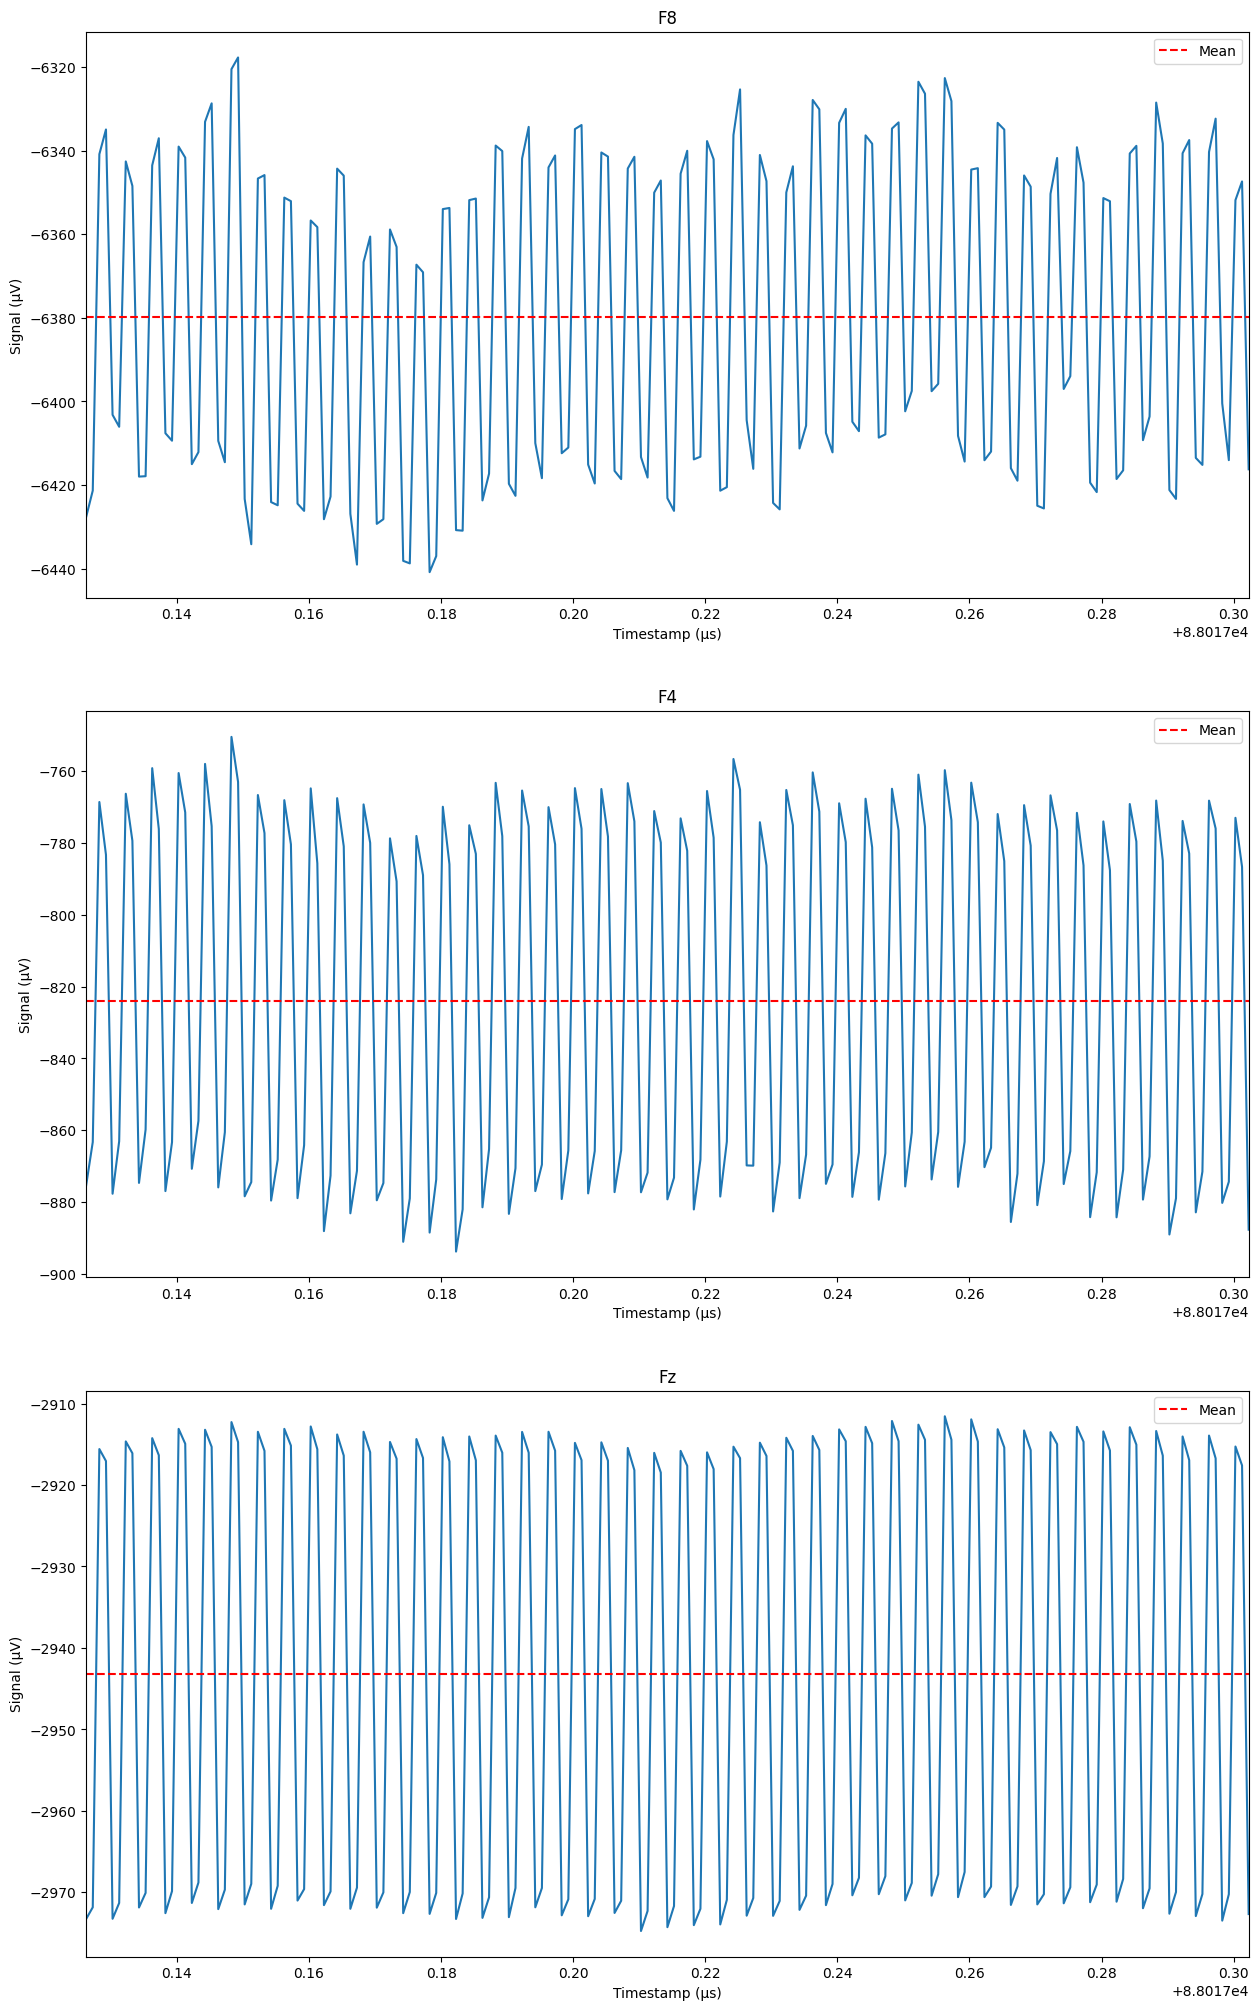 F8
Mean
−6320
−6340
−6360
−6380
−6400
−6420
−6440
Signal (µV)
0.14 0.16 0.18 0.20 0.22 0.24 0.26 0.28 0.30
Timestamp (µs)
+8.8017e4
F4
Mean
−760
−780
−800
−820
−840
−860
−880
−900
Signal (µV)
0.14 0.16 0.18 0.20 0.22 0.24 0.26 0.28 0.30
Timestamp (µs)
+8.8017e4
Fz
Mean
−2910
−2920
−2930
−2940
−2950
−2960
−2970
Signal (µV)
0.14 0.16 0.18 0.20 0.22 0.24 0.26 0.28 0.30
Timestamp (µs)
+8.8017e4